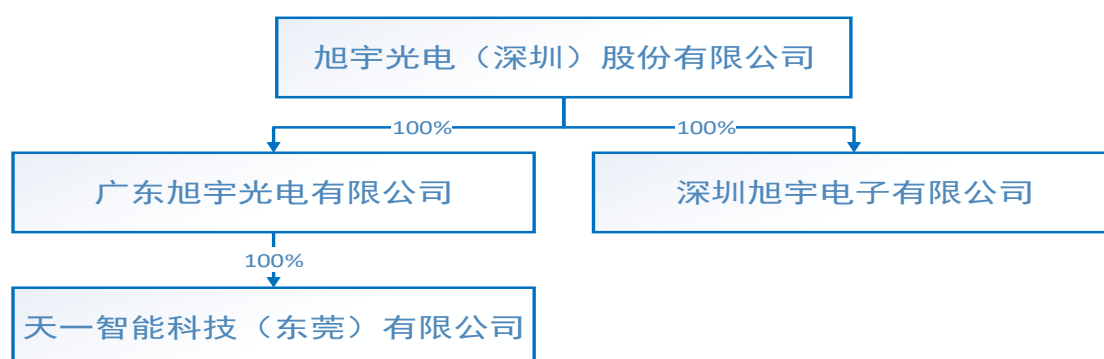 旭宇光电（深圳）股份有限公司
100%
100%
广东旭宇光电有限公司
深圳旭宇电子有限公司
100%
天一智能科技（东莞）有限公司